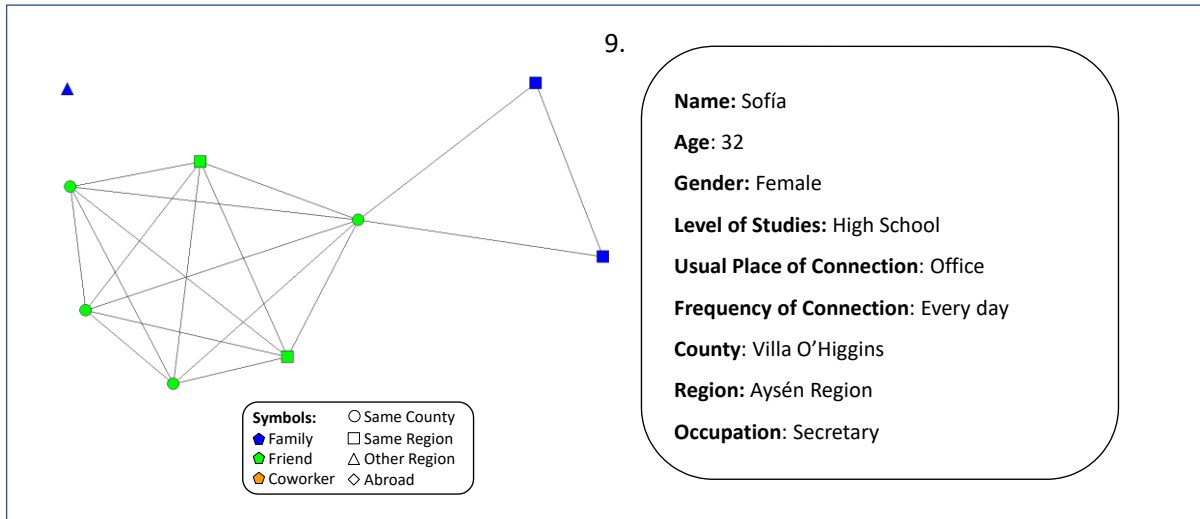 9.
Name: Sofía
Age: 32
Gender: Female
Level of Studies: High School
Usual Place of Connection: Office
Frequency of Connection: Every day
County: Villa O’Higgins
Region: Aysén Region
Occupation: Secretary
Symbols:
Family
Friend
Coworker
Same County
Same Region
Other Region
Abroad